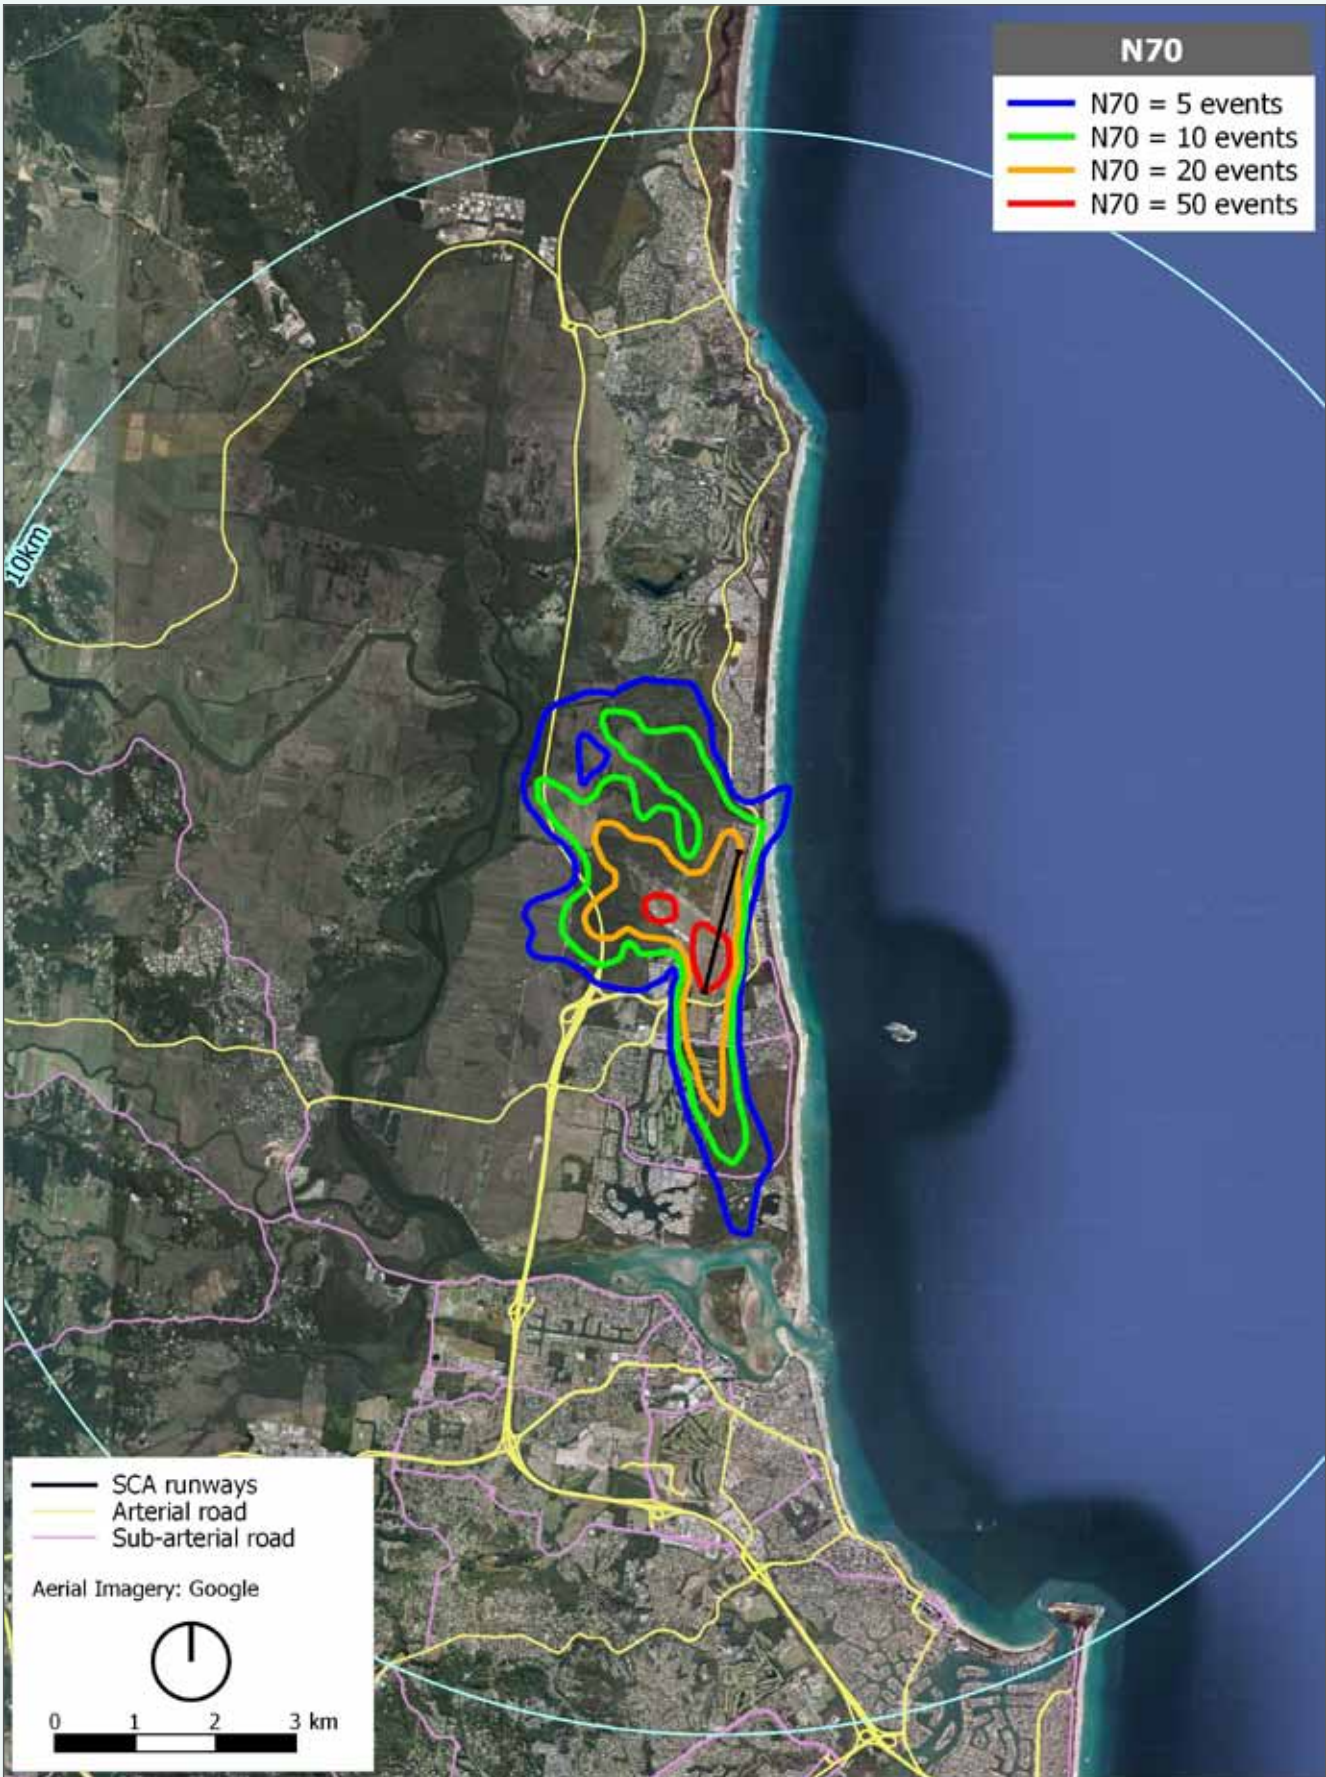 N70
N70 = 5 events
N70 = 10 events
N70 = 20 events
N70 = 50 events
10km
SCA runways
Arterial road
Sub-arterial road
Aerial Imagery: Google
0 1 2 3 km